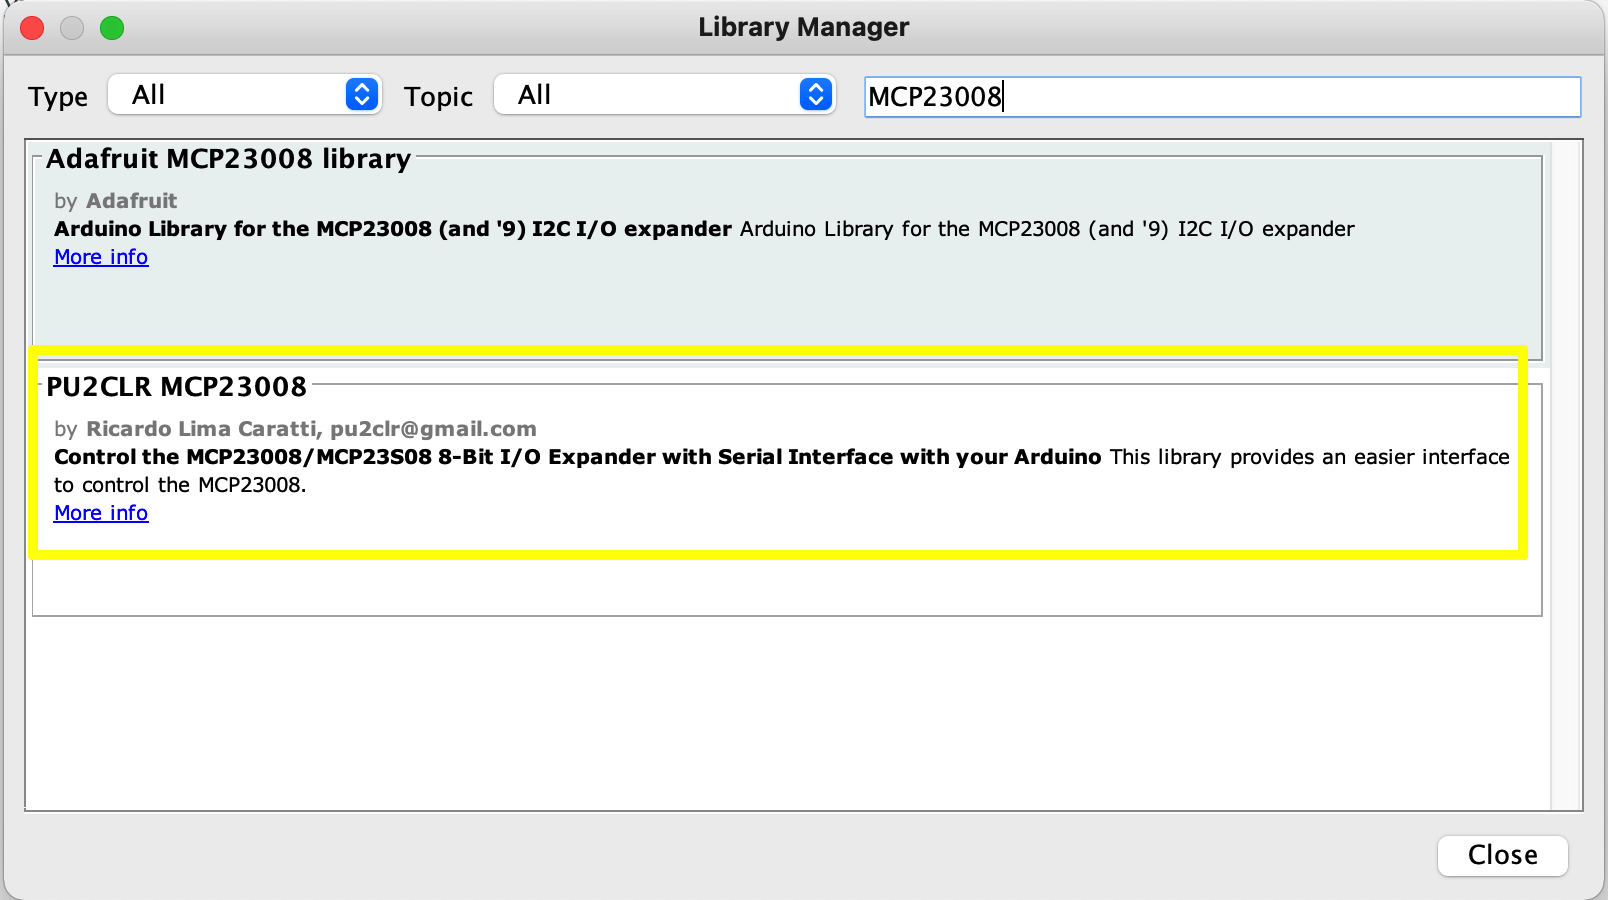 Library Manager
Type All Topic All MCP23008
Adafruit MCP23008 library
by Adafruit
Arduino Library for the MCP23008 (and '9) I2C I/O expander Arduino Library for the MCP23008 (and '9) I2C I/O expander
More info
PU2CLR MCP23008
by Ricardo Lima Caratti, pu2clr@gmail.com
Control the MCP23008/MCP23S08 8-Bit I/O Expander with Serial Interface with your Arduino This library provides an easier interface
to control the MCP23008.
More info
Close